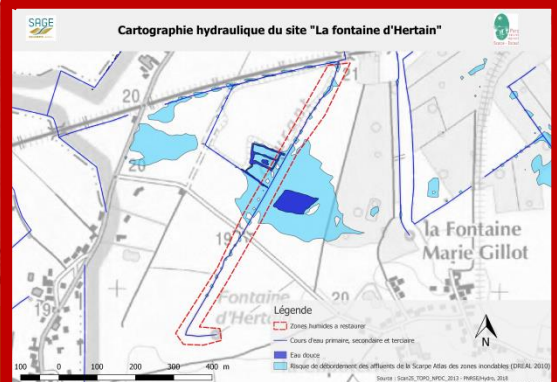 SAGE
Cartographie hydraulique du site "La fontaine d'Hertain"
20
21
20
20
19
la Fontaine
Marie Gillot
Fontaine
d'Herta
19
Légende
Zones humides a restaurer
Cours d'eau primaire, secondaire et terciaire
Eau douce
Risque de débordement des affluents de la Scarpe Atlas des zones inondables (DREAL 2010)
N
100 0 100 200 300 400 m
Source : Scan25_TOPO_NPDC_2013 - PNRSE/Hydro, 2018